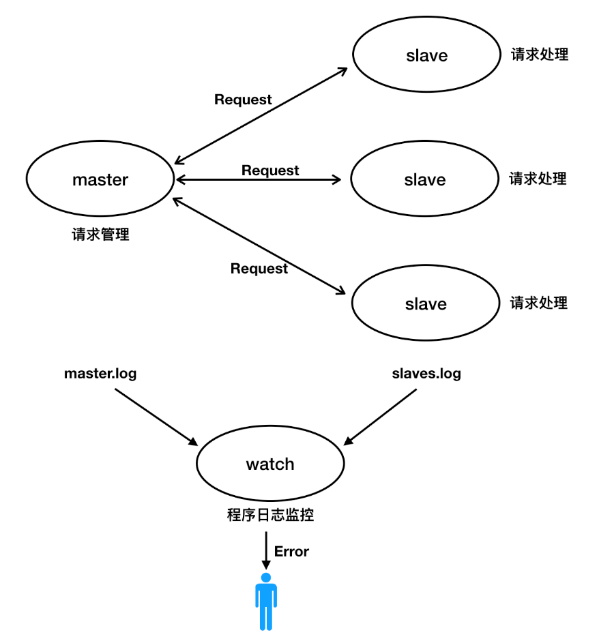 slave
请求处理
Request
master
请求管理
Request
slave
请求处理
Request
slave
请求处理
master.log
slaves.log
watch
程序日志监控
Error